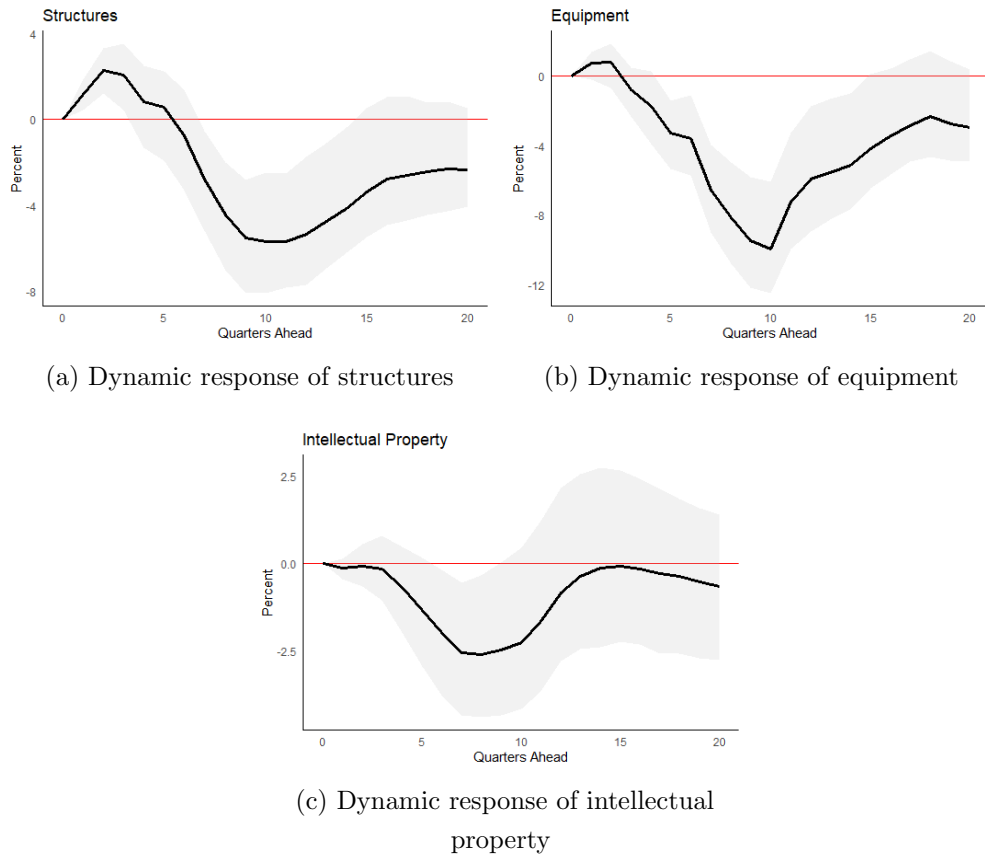 Structures
4
0
-4
-8
Percent
0 5 10 15 20
Quarters Ahead
(a) Dynamic response of structures
Equipment
0
-4
-8
-12
Percent
0 5 10 15 20
Quarters Ahead
(b) Dynamic response of equipment
Intellectual Property
2.5
0.0
-2.5
Percent
0 5 10 15 20
Quarters Ahead
(c) Dynamic response of intellectual
property